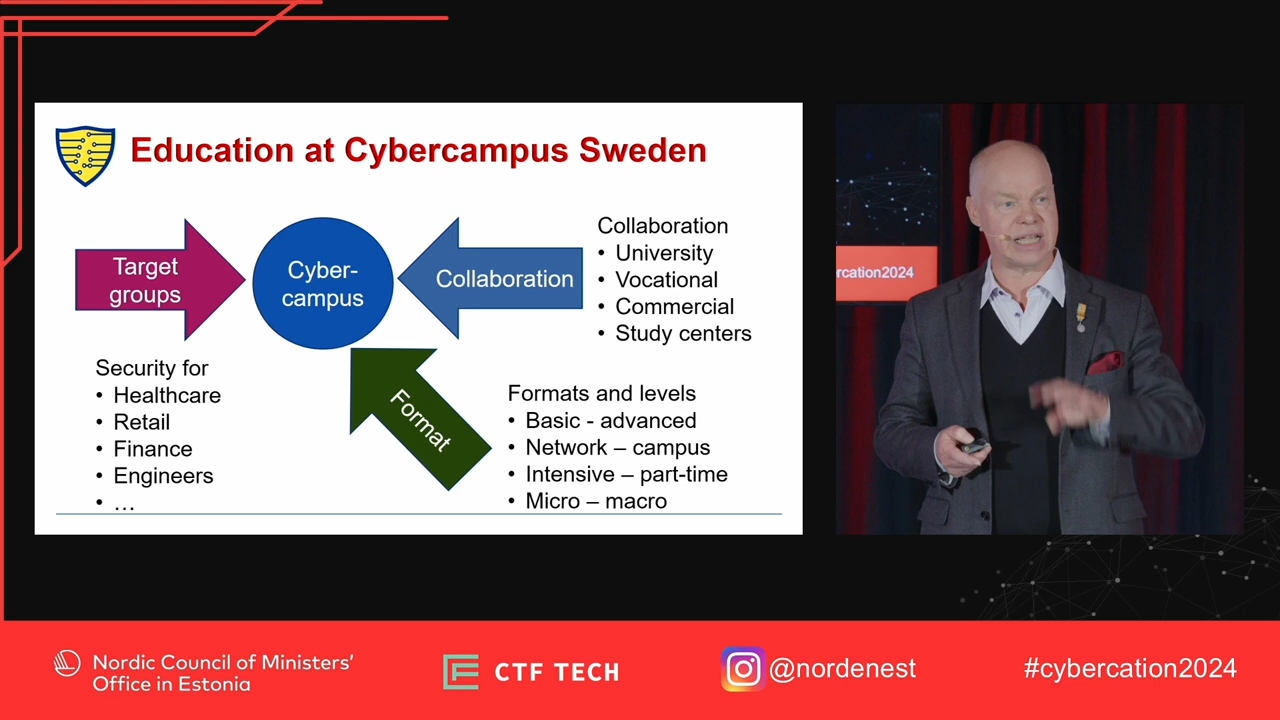 Education at Cybercampus Sweden
Target
groups
Cyber-
campus
Collaboration
Collaboration
• University
• Vocational
• Commercial
• Study centers
Security for
• Healthcare
• Retail
• Finance
• Engineers
• …
Format
Formats and levels
• Basic - advanced
• Network – campus
• Intensive – part-time
• Micro – macro
rcation2024
Nordic Council of Ministers’
Office in Estonia
CTF TECH
@nordenest
#cybercation2024